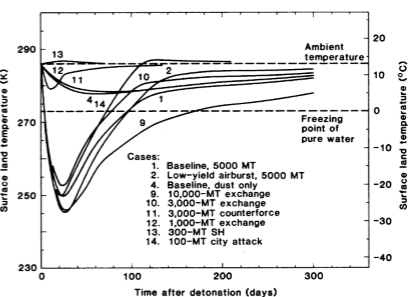 290
270
250
230
Surface land temperature (K)
0
100
200
300
Time after detonation (days)
20
10
0
-10
-20
-30
-40
Surface land temperature (°C)
Ambient
temperature
Freezing
point of
pure water
13
12
11
4
14
10
2
1
9
Cases:
1. Baseline, 5000 MT
2. Low-yield airburst, 5000 MT
4. Baseline, dust only
9. 10,000-MT exchange
10. 3,000-MT exchange
11. 3,000-MT counterforce
12. 1,000-MT exchange
13. 300-MT SH
14. 100-MT city attack